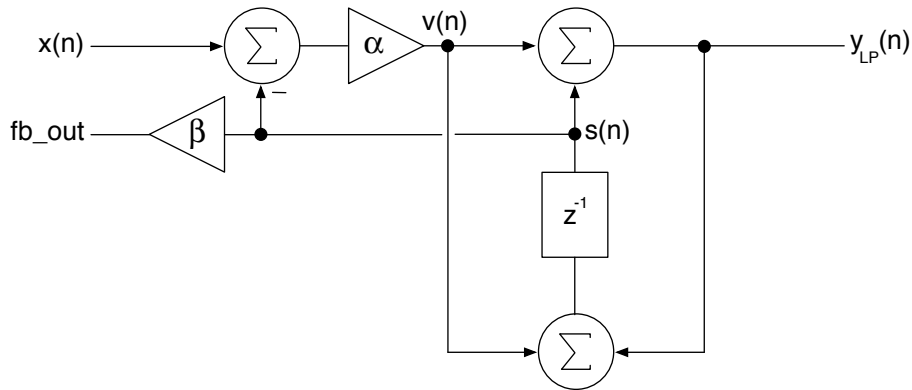 x(n)
Σ
α
v(n)
Σ
y_LP(n)
−
fb_out
β
s(n)
z⁻¹
Σ